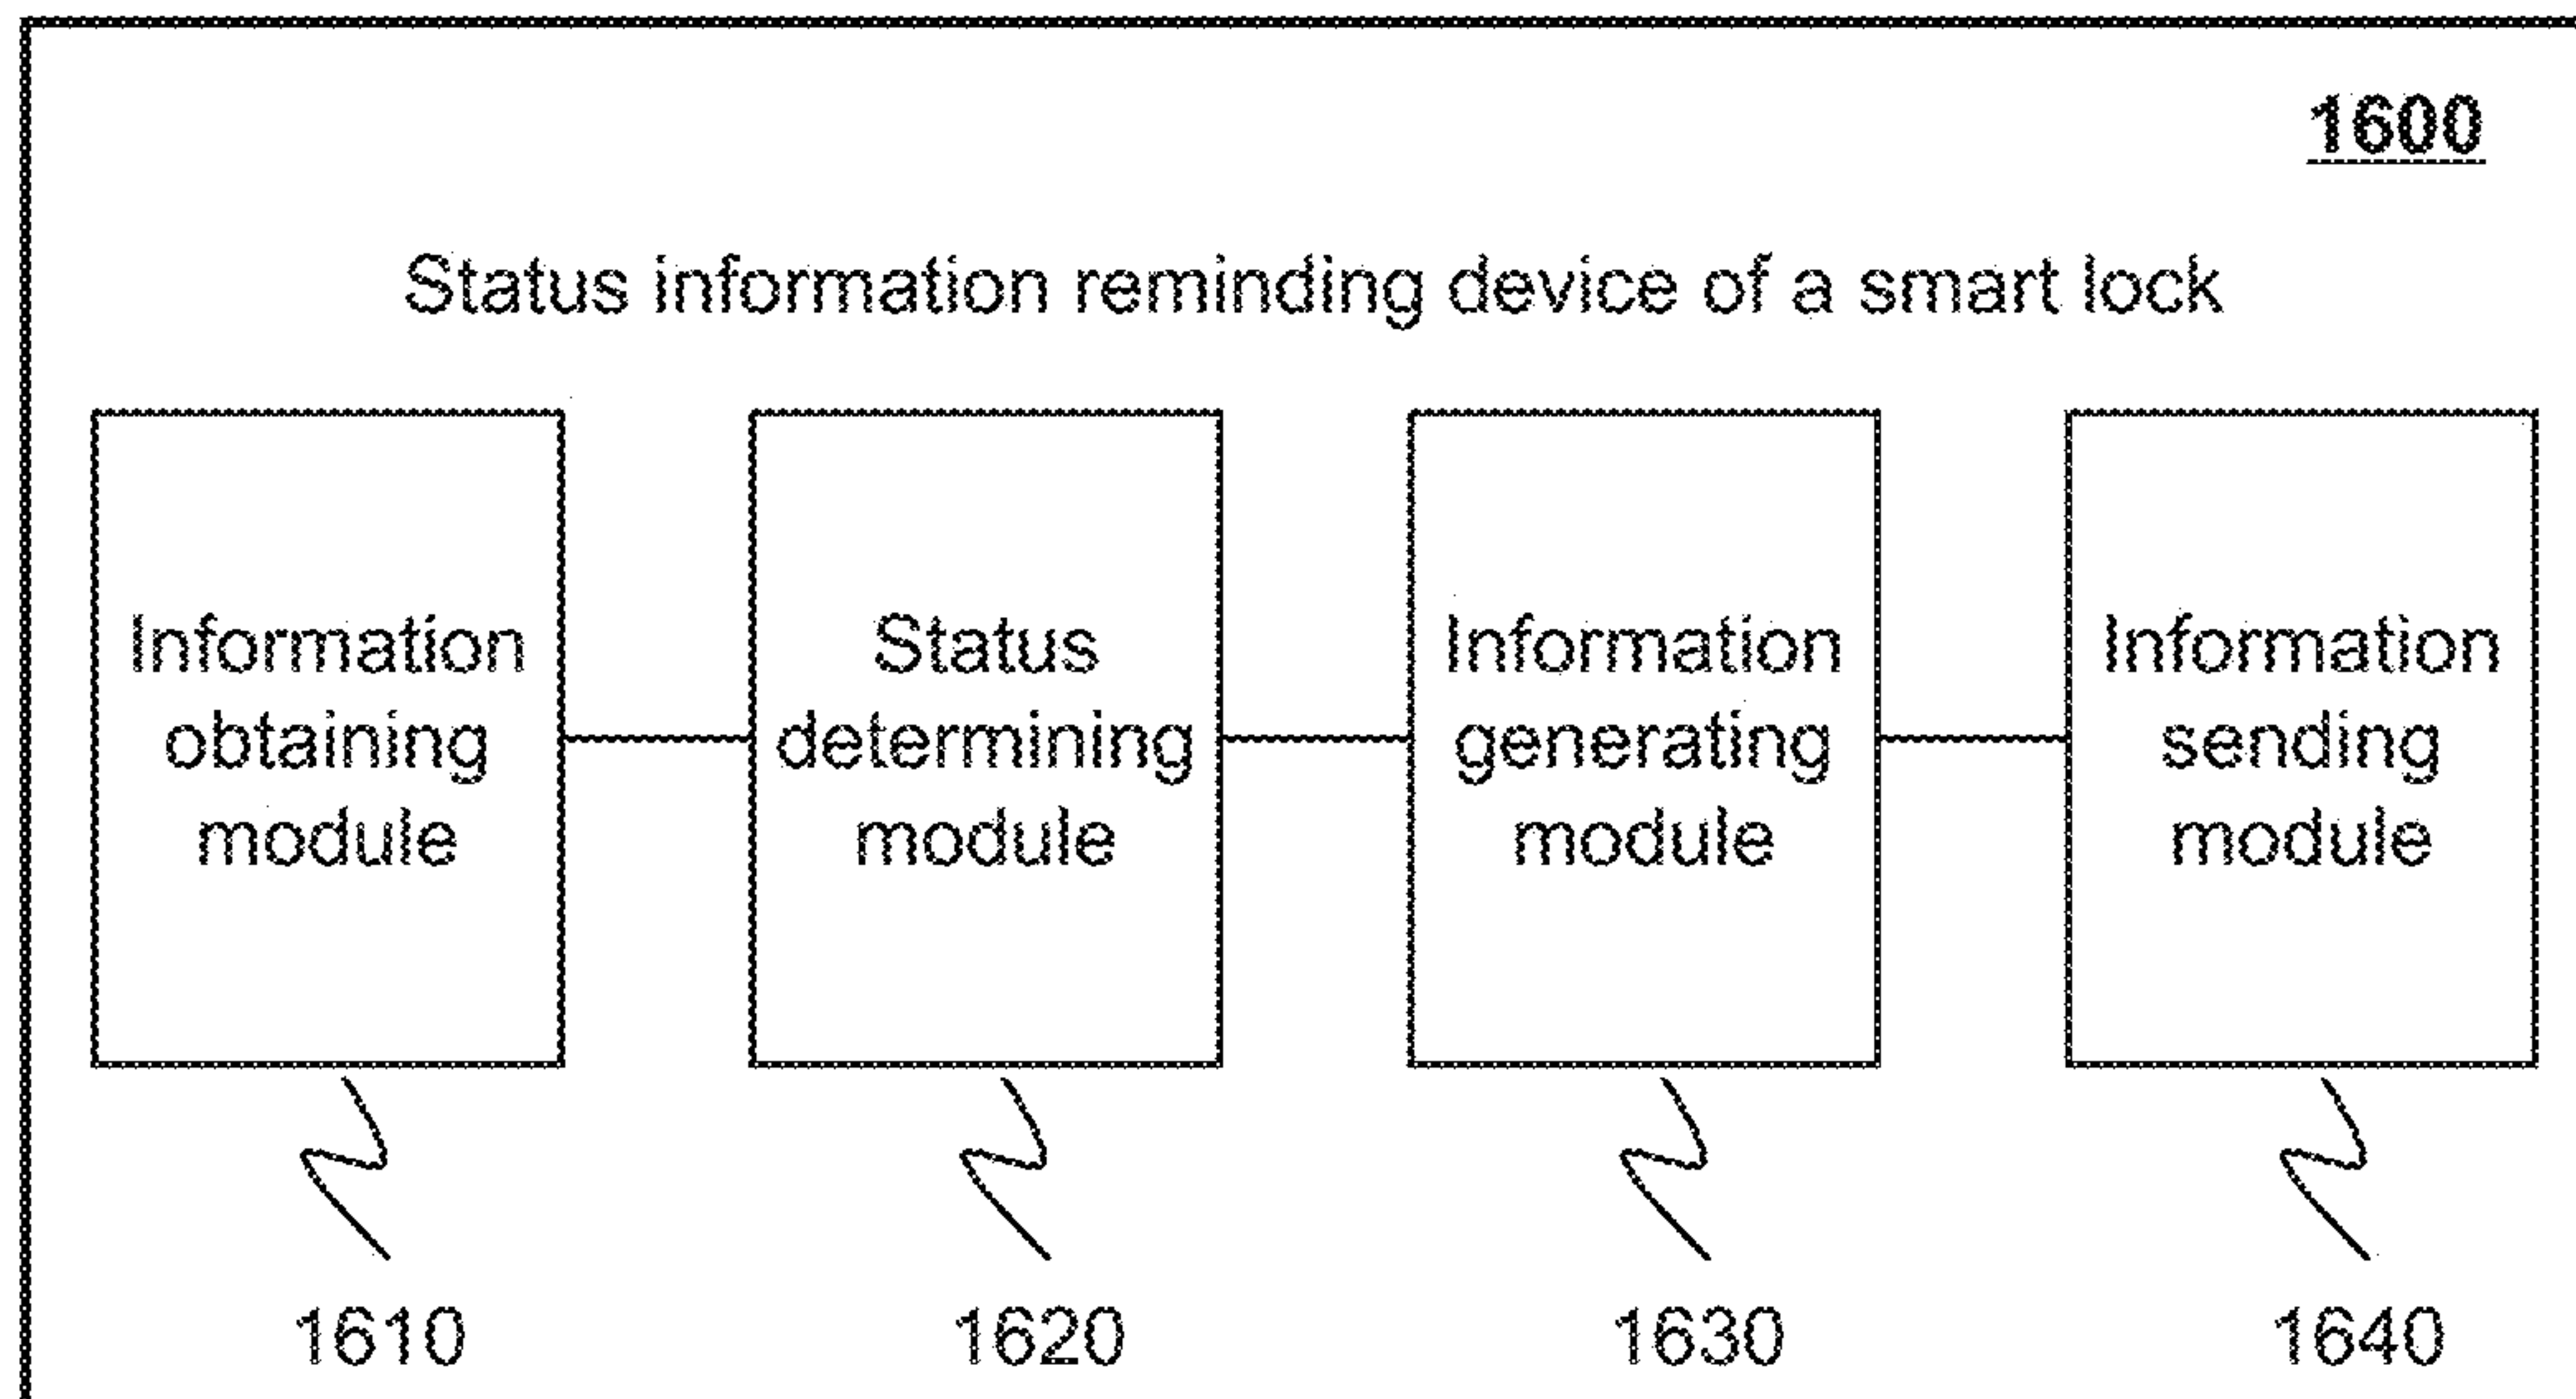 1600
Status information reminding device of a smart lock
Information
obtaining
module
Status
determining
module
Information
generating
module
Information
sending
module
1610
1620
1630
1640